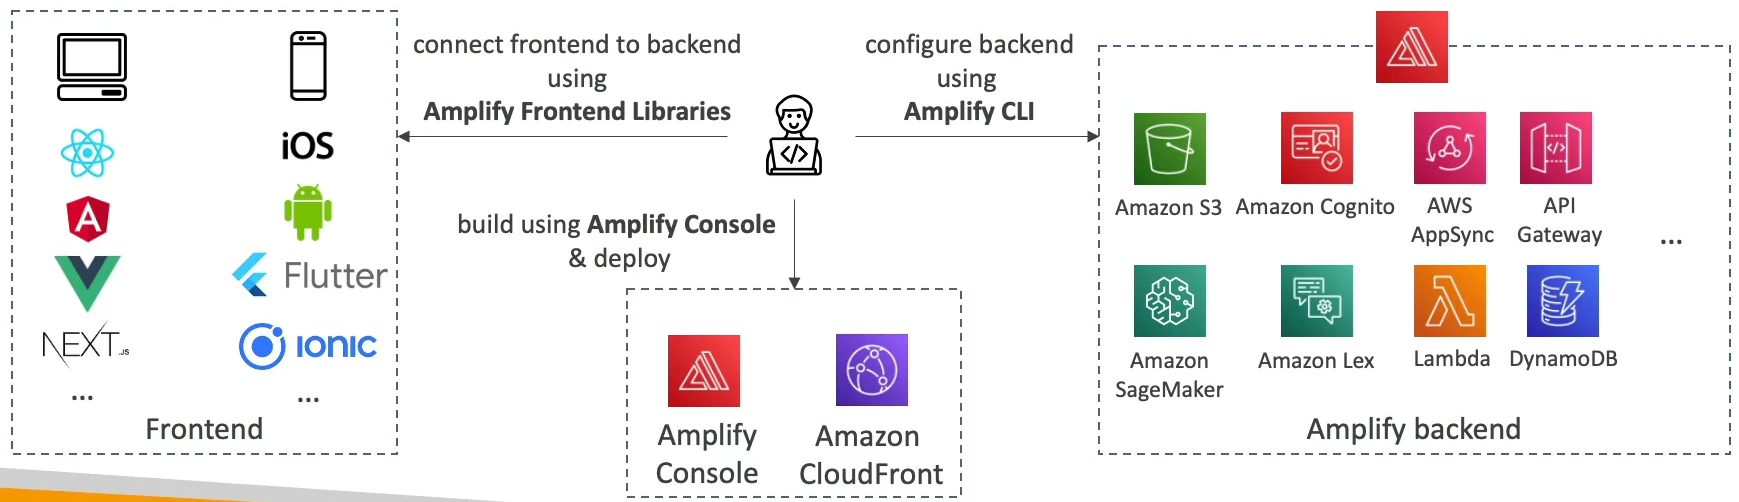 connect frontend to backend
using
Amplify Frontend Libraries
configure backend
using
Amplify CLI
build using Amplify Console
& deploy
iOS
Flutter
NEXT.JS
ionic
...
...
Frontend
</>
Amplify
Console
Amazon
CloudFront
Amazon S3
Amazon Cognito
AWS
AppSync
API
Gateway
...
Amazon
SageMaker
Amazon Lex
Lambda
DynamoDB
Amplify backend